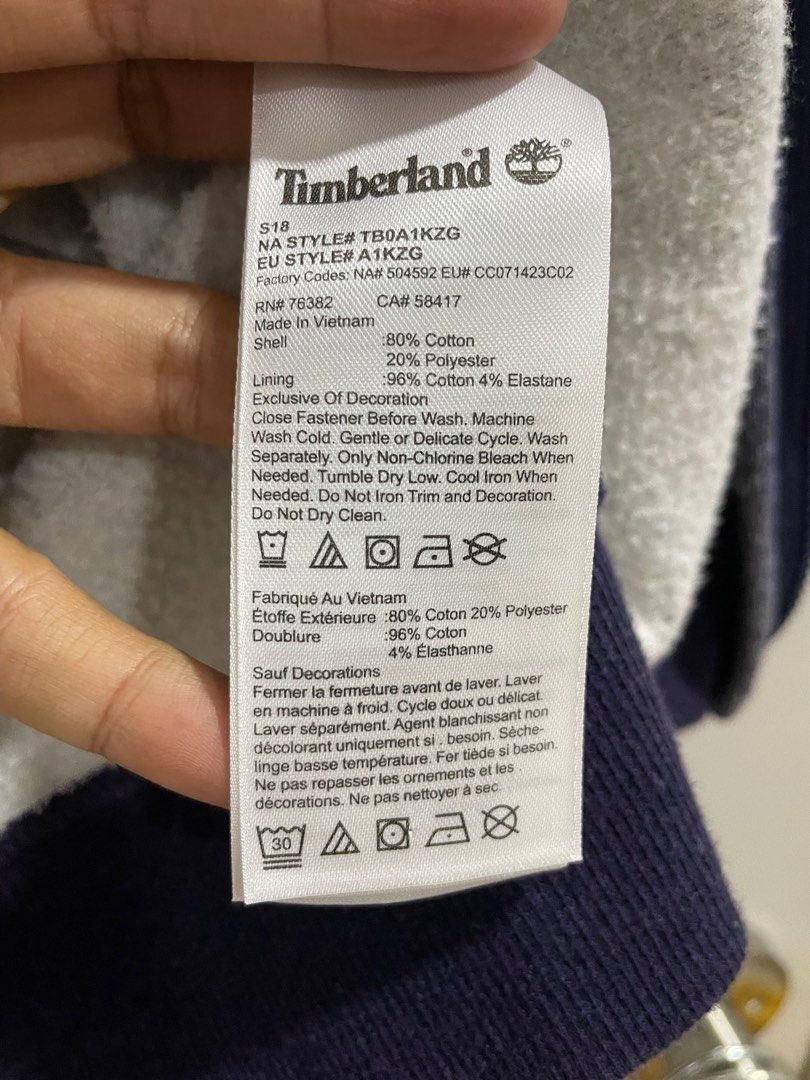 Timberland®
S18
NA STYLE# TB0A1KZG
EU STYLE# A1KZG
Factory Codes: NA# 504592 EU# CC071423C02
RN# 76382 CA# 58417
Made In Vietnam
Shell :80% Cotton
20% Polyester
Lining :96% Cotton 4% Elastane
Exclusive Of Decoration
Close Fastener Before Wash. Machine
Wash Cold. Gentle or Delicate Cycle. Wash
Separately. Only Non-Chlorine Bleach When
Needed. Tumble Dry Low. Cool Iron When
Needed. Do Not Iron Trim and Decoration.
Do Not Dry Clean.
Fabriqué Au Vietnam
Étoffe Extérieure :80% Coton 20% Polyester
Doublure :96% Coton
4% Élasthanne
Sauf Decorations
Fermer la fermeture avant de laver. Laver
en machine à froid. Cycle doux ou délicat.
Laver séparément. Agent blanchissant non
décolorant uniquement si . besoin. Sèche-
linge basse température. Fer tiède si besoin.
Ne pas repasser les ornements et les .
décorations. Ne pas nettoyer à sec.
30